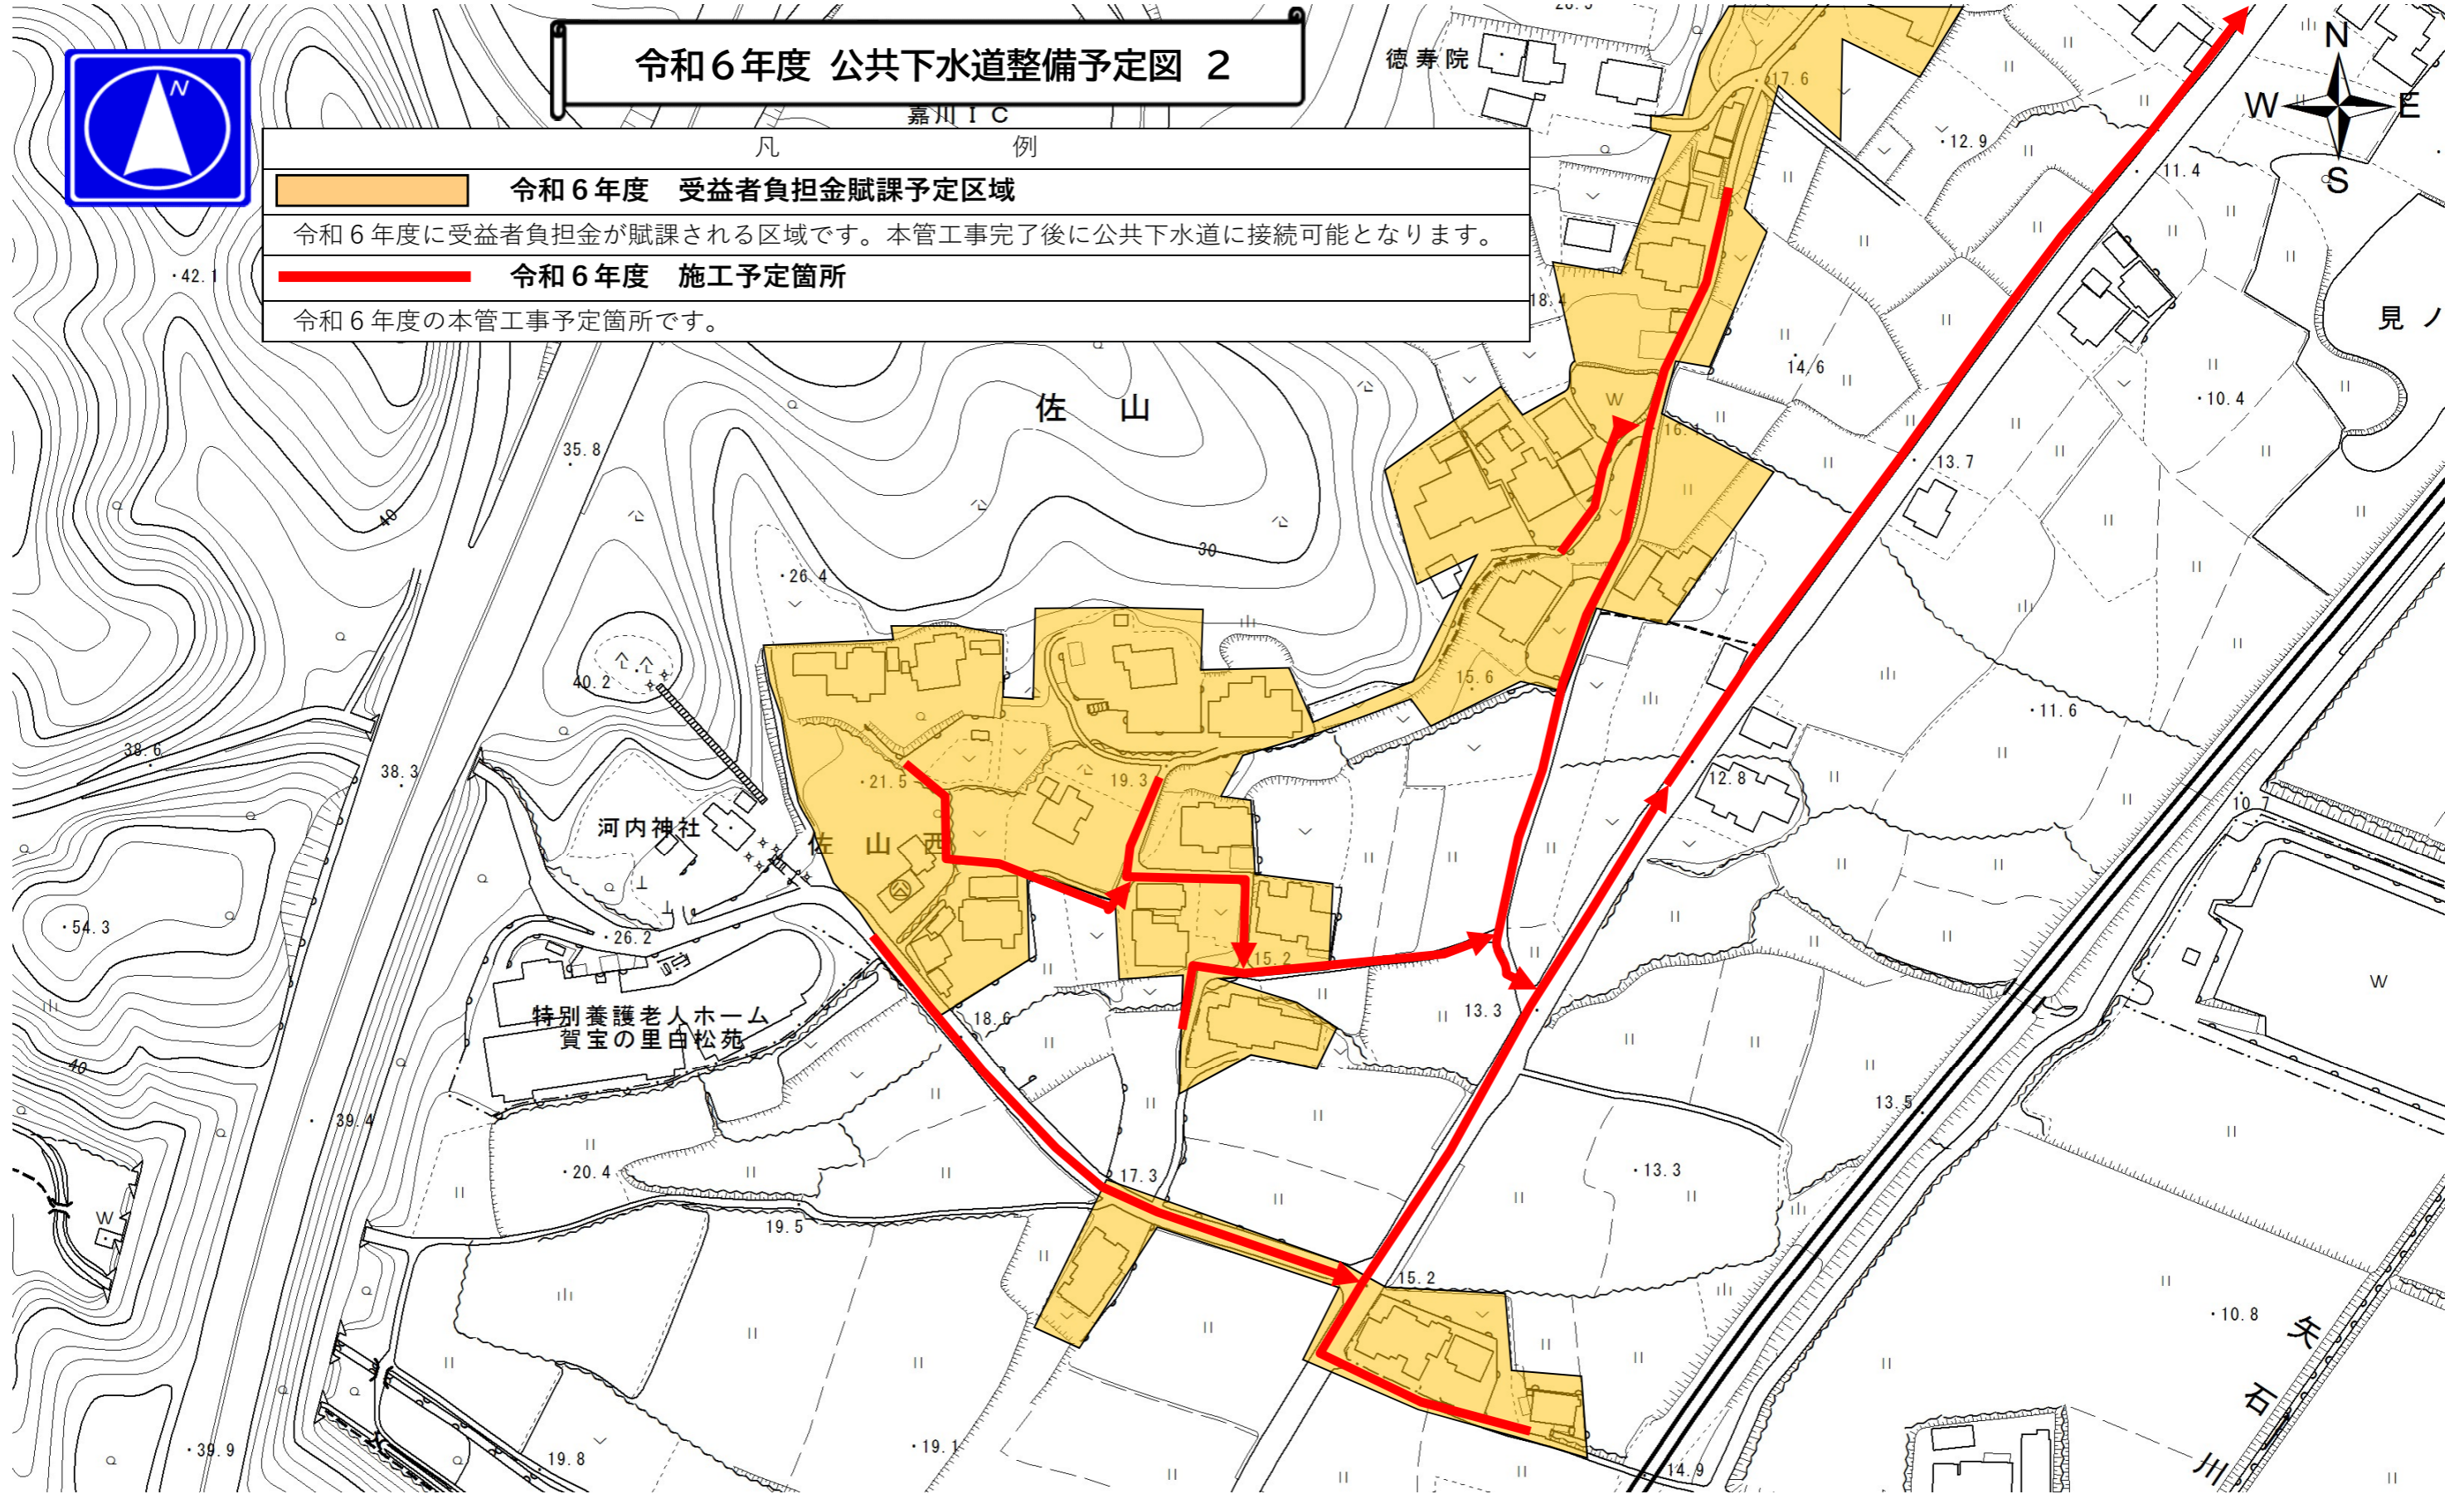 令和６年度 公共下水道整備予定図 ２
徳寿院
嘉川ＩＣ
凡 例
令和６年度　受益者負担金賦課予定区域
令和６年度に受益者負担金が賦課される区域です。本管工事完了後に公共下水道に接続可能となります。
令和６年度　施工予定箇所
令和６年度の本管工事予定箇所です。
N
N
W
E
S
17.6
12.9
11.4
42.1
18.4
見ノ
14.6
10.4
佐　山
W
16.1
35.8
13.7
40
30
26.4
40.2
15.6
11.6
38.6
38.3
21.5
19.3
12.8
10.7
河内神社
佐山西
54.3
26.2
15.2
W
特別養護老人ホーム
賀宝の里白松苑
18.6
13.3
40
39.4
13.5
20.4
17.3
13.3
W
19.5
15.2
10.8
矢
石
川
39.9
19.8
19.1
14.9